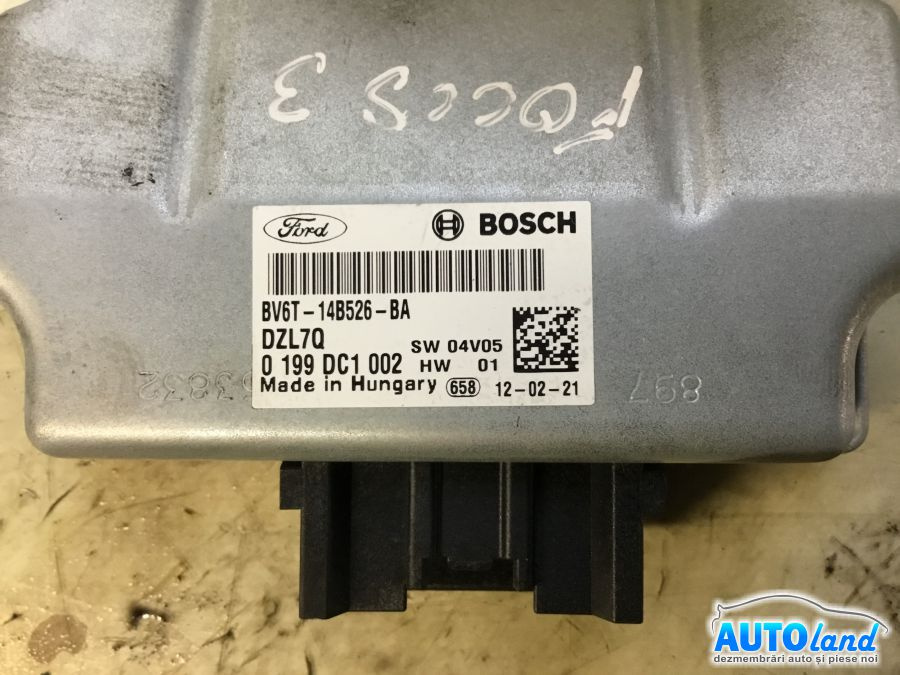 FOCUS 3
Ford
BOSCH
BV6T-14B526-BA
DZL7Q
SW 04V05
0 199 DC1 002 HW 01
Made in Hungary 658 12-02-21
897
AUTOland
dezmembrări auto și piese noi